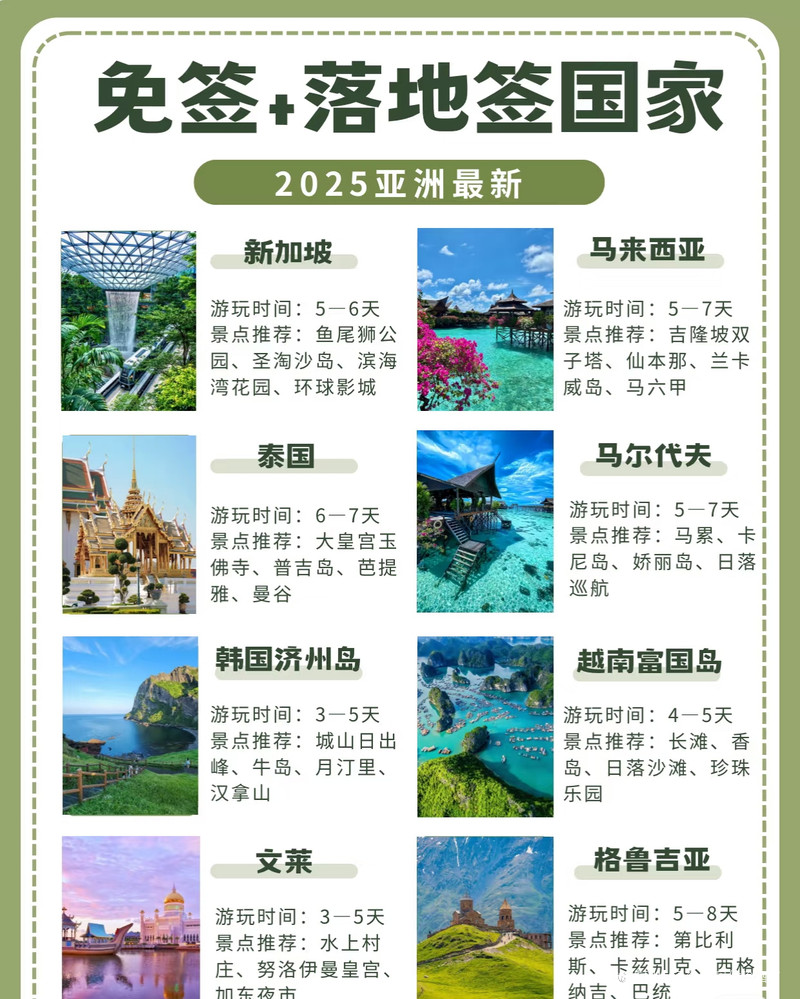 免签+落地签国家
2025亚洲最新
新加坡
游玩时间：5—6天
景点推荐：鱼尾狮公
园、圣淘沙岛、滨海
湾花园、环球影城
马来西亚
游玩时间：5—7天
景点推荐：吉隆坡双
子塔、仙本那、兰卡
威岛、马六甲
泰国
游玩时间：6—7天
景点推荐：大皇宫玉
佛寺、普吉岛、芭提
雅、曼谷
马尔代夫
游玩时间：5—7天
景点推荐：马累、卡
尼岛、娇丽岛、日落
巡航
韩国济州岛
游玩时间：3—5天
景点推荐：城山日出
峰、牛岛、月汀里、
汉拿山
越南富国岛
游玩时间：4—5天
景点推荐：长滩、香
岛、日落沙滩、珍珠
乐园
文莱
游玩时间：3—5天
景点推荐：水上村
庄、努洛伊曼皇宫、
加东夜市
格鲁吉亚
游玩时间：5—8天
景点推荐：第比利
斯、卡兹别克、西格
纳吉、巴统